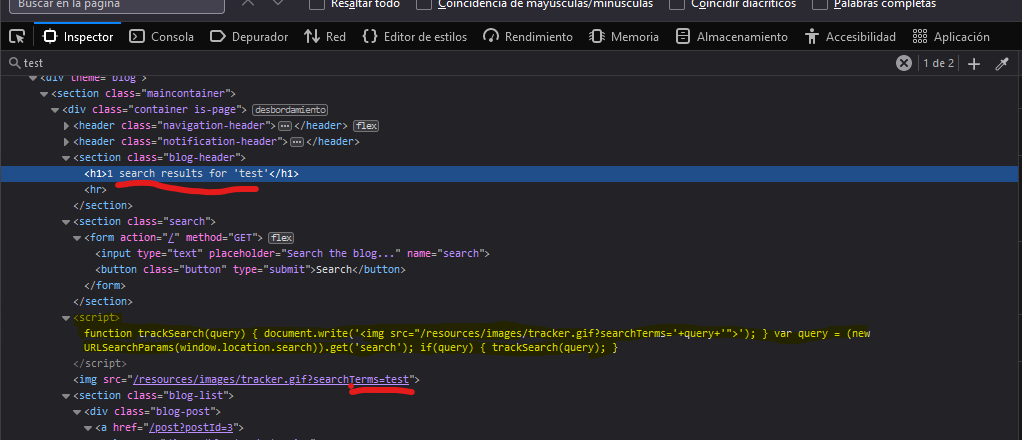 Buscar en la página Resaltar todo Coincidencia de mayúsculas/minúsculas Coincidir diacríticos Palabras completas
Inspector Consola Depurador Red Editor de estilos Rendimiento Memoria Almacenamiento Accesibilidad Aplicación
test 1 de 2
<div theme="blog">
<section class="maincontainer">
<div class="container is-page"> desbordamiento
<header class="navigation-header"> ••• </header> flex
<header class="notification-header"> ••• </header>
<section class="blog-header">
<h1>1 search results for 'test'</h1>
<hr>
</section>
<section class="search">
<form action="/" method="GET"> flex
<input type="text" placeholder="Search the blog..." name="search">
<button class="button" type="submit">Search</button>
</form>
</section>
<script>
function trackSearch(query) { document.write('<img src="/resources/images/tracker.gif?searchTerms='+query+'">'); } var query = (new
URLSearchParams(window.location.search)).get('search'); if(query) { trackSearch(query); }
</script>
<img src="/resources/images/tracker.gif?searchTerms=test">
<section class="blog-list">
<div class="blog-post">
<a href="/post?postId=3">